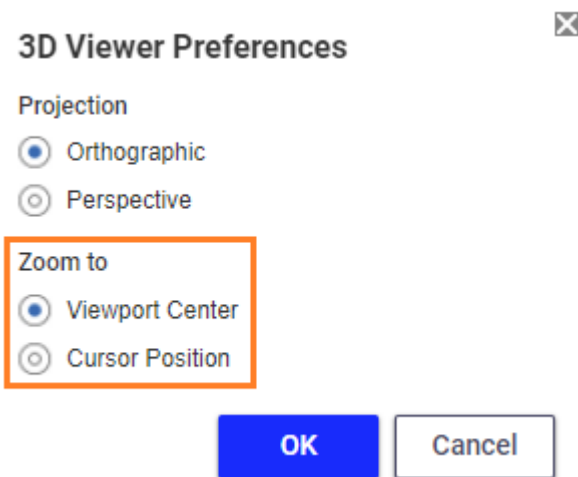 3D Viewer Preferences
Projection
Orthographic
Perspective
Zoom to
Viewport Center
Cursor Position
OK Cancel